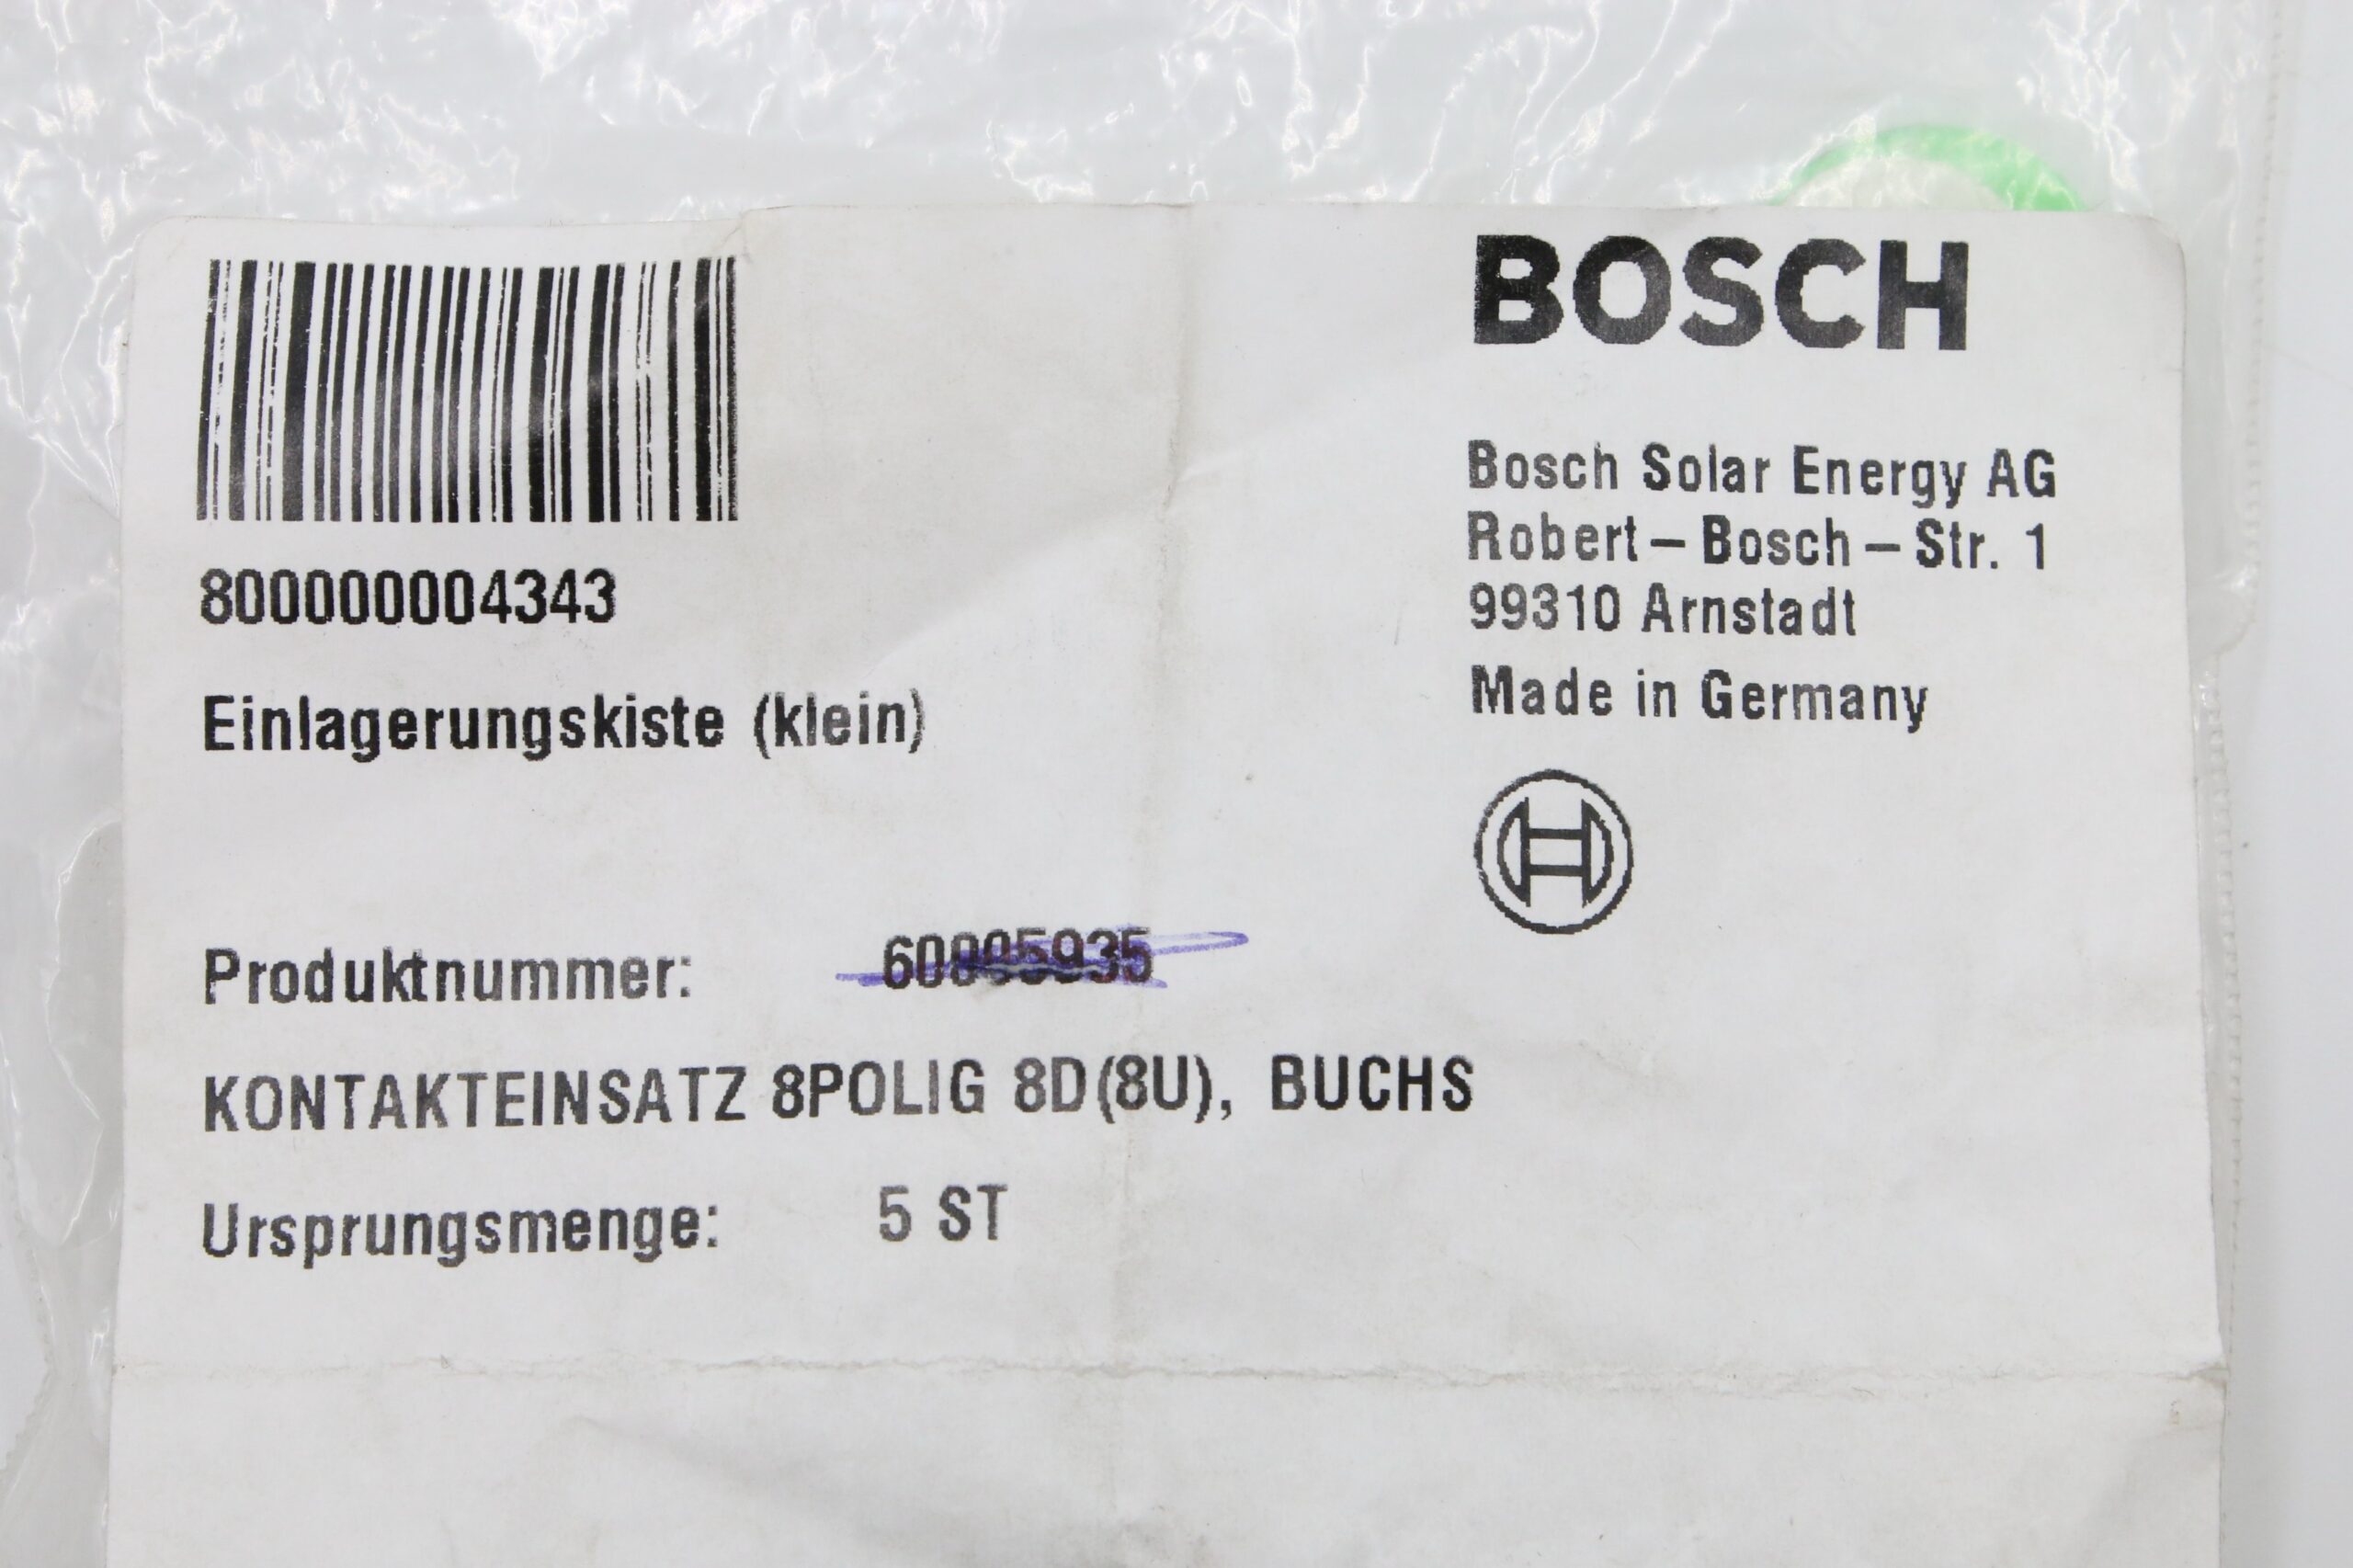 800000004343
Einlagerungskiste (klein)
BOSCH
Bosch Solar Energy AG
Robert-Bosch-Str. 1
99310 Arnstadt
Made in Germany
Produktnummer: 60005935
KONTAKTEINSATZ 8POLIG 8D(8U), BUCHS
Ursprungsmenge: 5 ST